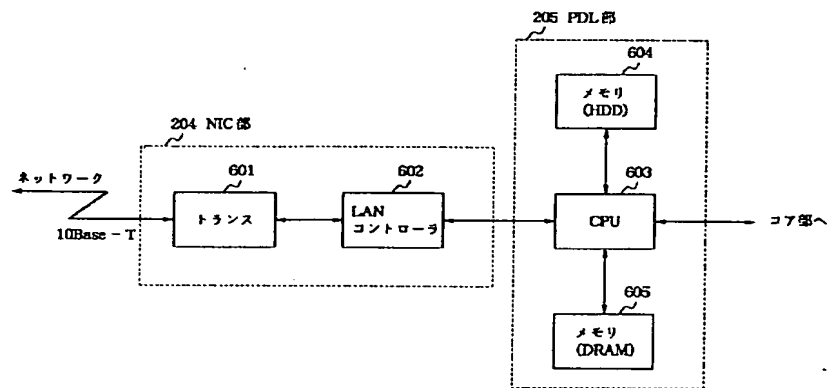 205 PDL部
604
メモリ
(HDD)
204 NIC部
601
602
603
ネットワーク
トランス
LAN
コントローラ
CPU
コア部へ
10Base-T
605
メモリ
(DRAM)